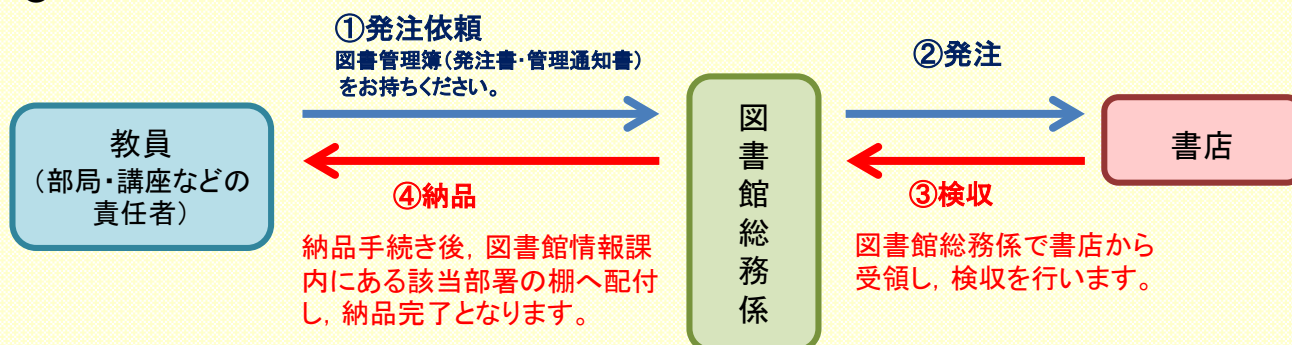 ①発注依頼
図書管理簿（発注書・管理通知書）
をお持ちください。
②発注
教員
（部局・講座などの
責任者）
図書館総務係
書店
④納品
納品手続き後，図書館情報課
内にある該当部署の棚へ配付
し，納品完了となります。
③検収
図書館総務係で書店から
受領し，検収を行います。